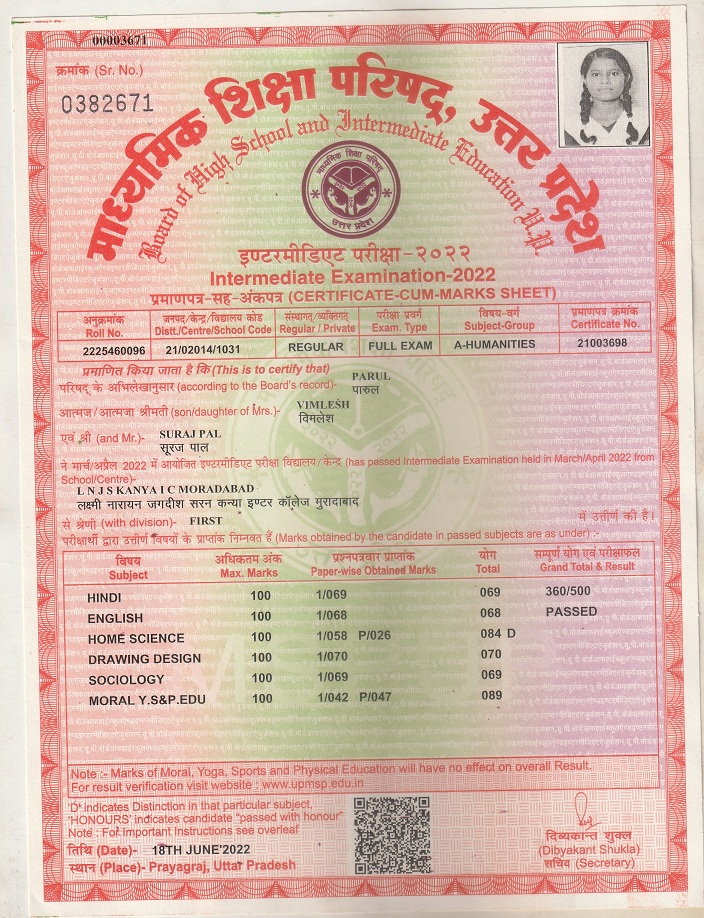 00003671
क्रमांक (Sr. No.)
0382671
माध्यमिक शिक्षा परिषद्, उत्तर प्रदेश
Board of High School and Intermediate Education U.P.
माध्यमिक शिक्षा परिषद्
उत्तर प्रदेश
इण्टरमीडिएट परीक्षा-२०२२
Intermediate Examination-2022
प्रमाणपत्र-सह-अंकपत्र (CERTIFICATE-CUM-MARKS SHEET)
अनुक्रमांक जनपद/केन्द्र/विद्यालय कोड संस्थागत/व्यक्तिगत परीक्षा प्रवर्ग विषय-वर्ग प्रमाणपत्र क्रमांक
Roll No. Distt./Centre/School Code Regular / Private Exam. Type Subject-Group Certificate No.
2225460096 21/02014/1031 REGULAR FULL EXAM A-HUMANITIES 21003698
प्रमाणित किया जाता है कि (This is to certify that)
PARUL
परिषद् के अभिलेखानुसार (according to the Board's record)- पारुल
VIMLESH
आत्मज/आत्मजा श्रीमती (son/daughter of Mrs.)- विमलेश
एवं श्री (and Mr.)- SURAJ PAL
सूरज पाल
ने मार्च/अप्रैल 2022 में आयोजित इण्टरमीडिएट परीक्षा विद्यालय/केन्द्र (has passed Intermediate Examination held in March/April 2022 from
School/Centre)-
L N J S KANYA I C MORADABAD
लक्ष्मी नारायन जगदीश सरन कन्या इण्टर कॉलेज मुरादाबाद
से श्रेणी (with division)- FIRST में उत्तीर्ण की है।
परीक्षार्थी द्वारा उत्तीर्ण विषयों के प्राप्तांक निम्नवत हैं (Marks obtained by the candidate in passed subjects are as under) :-
विषय अधिकतम अंक प्रश्नपत्रवार प्राप्तांक योग सम्पूर्ण योग एवं परीक्षाफल
Subject Max. Marks Paper-wise Obtained Marks Total Grand Total & Result
HINDI 100 1/069 069 360/500
ENGLISH 100 1/068 068 PASSED
HOME SCIENCE 100 1/058 P/026 084 D
DRAWING DESIGN 100 1/070 070
SOCIOLOGY 100 1/069 069
MORAL Y.S&P.EDU 100 1/042 P/047 089
Note :- Marks of Moral, Yoga, Sports and Physical Education will have no effect on overall Result.
For result verification visit website : www.upmsp.edu.in
'D' indicates Distinction in that particular subject,
'HONOURS' indicates candidate "passed with honour"
Note : For Important Instructions see overleaf
तिथि (Date)- 18TH JUNE'2022
स्थान (Place)- Prayagraj, Uttar Pradesh
दिव्यकान्त शुक्ल
(Dibyakant Shukla)
सचिव (Secretary)